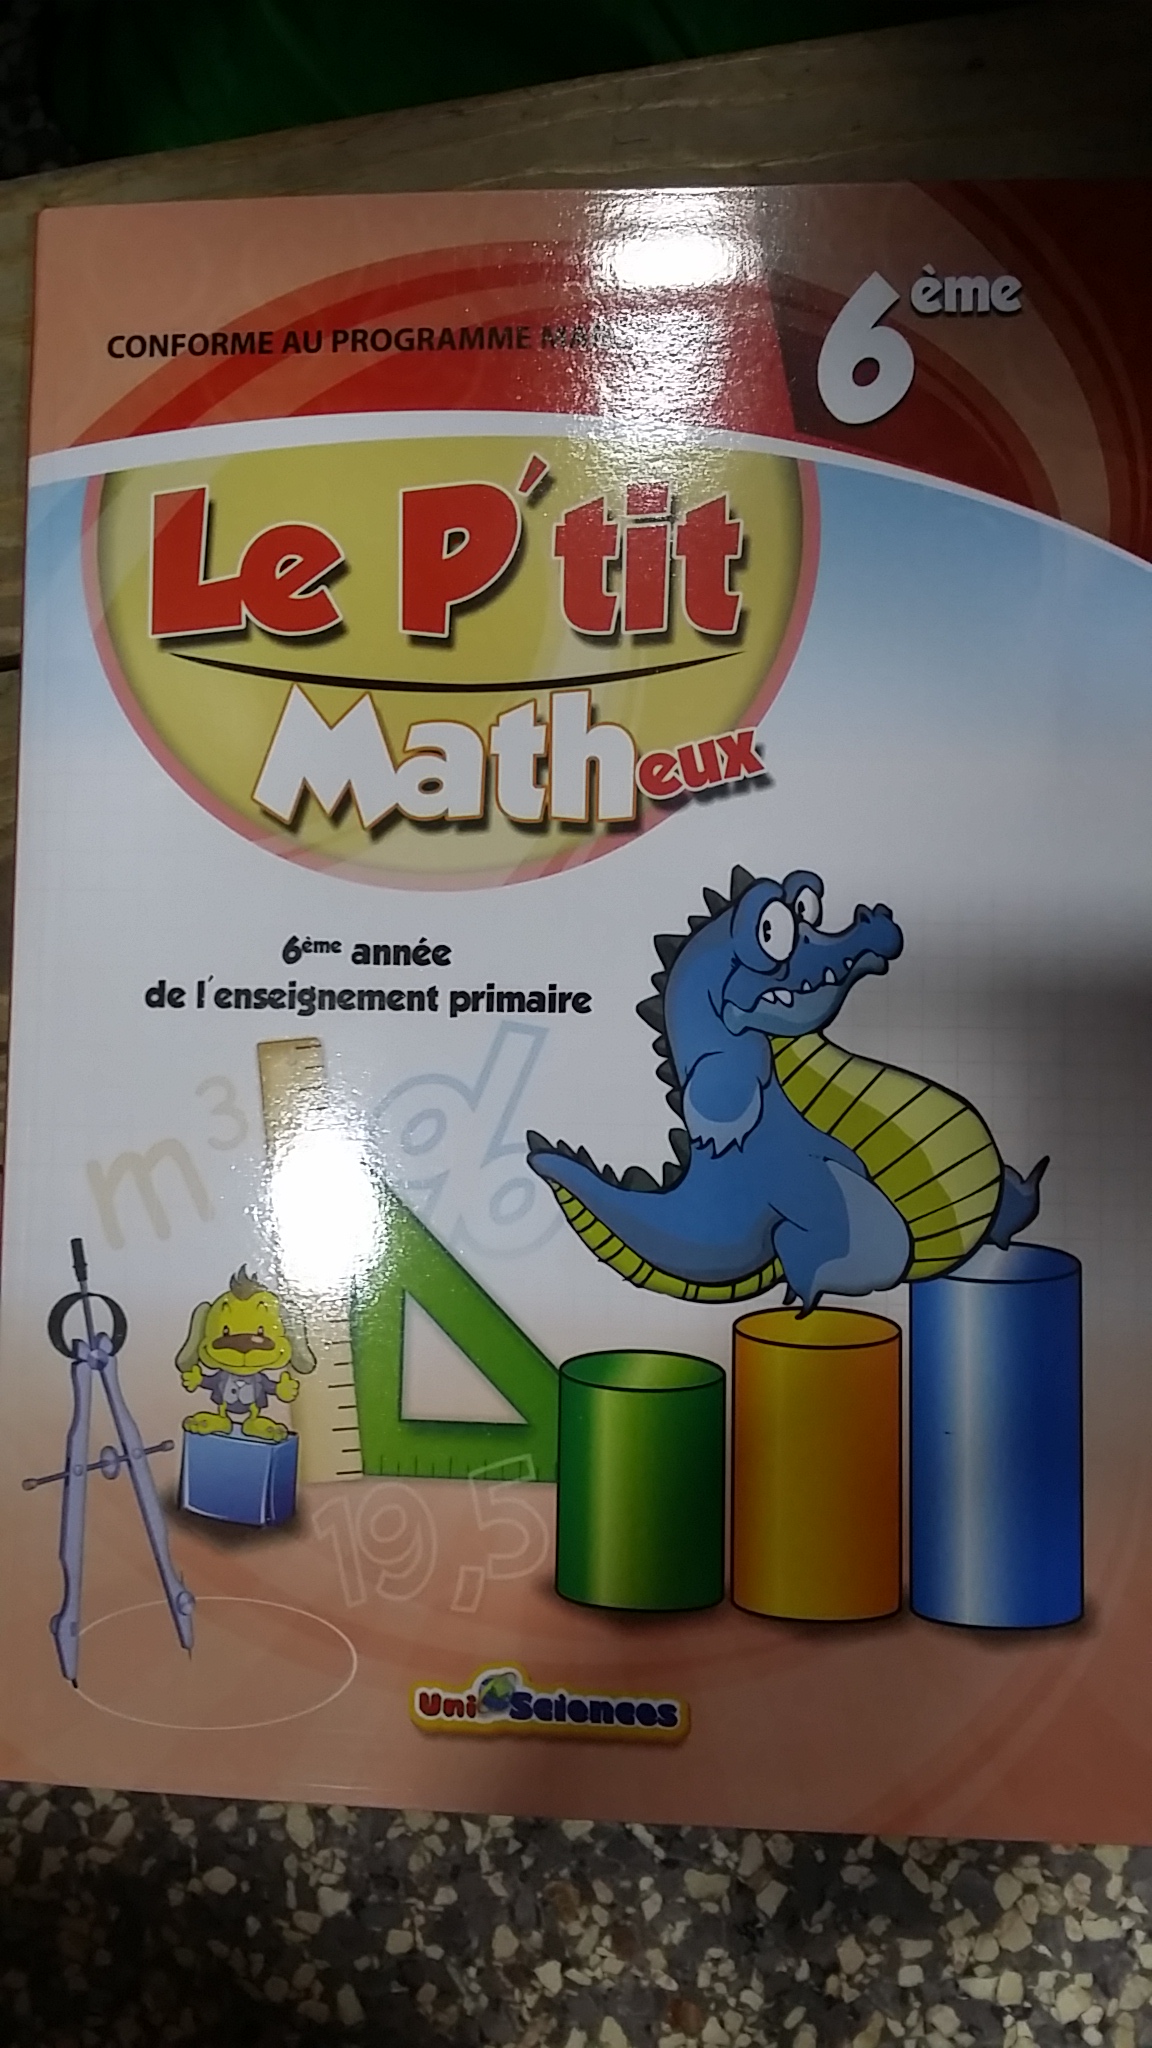 CONFORME AU PROGRAMME
6ème
Le P'tit
Matheux
6ème année
de l'enseignement primaire
m³
%
19,5
Uni Sciences